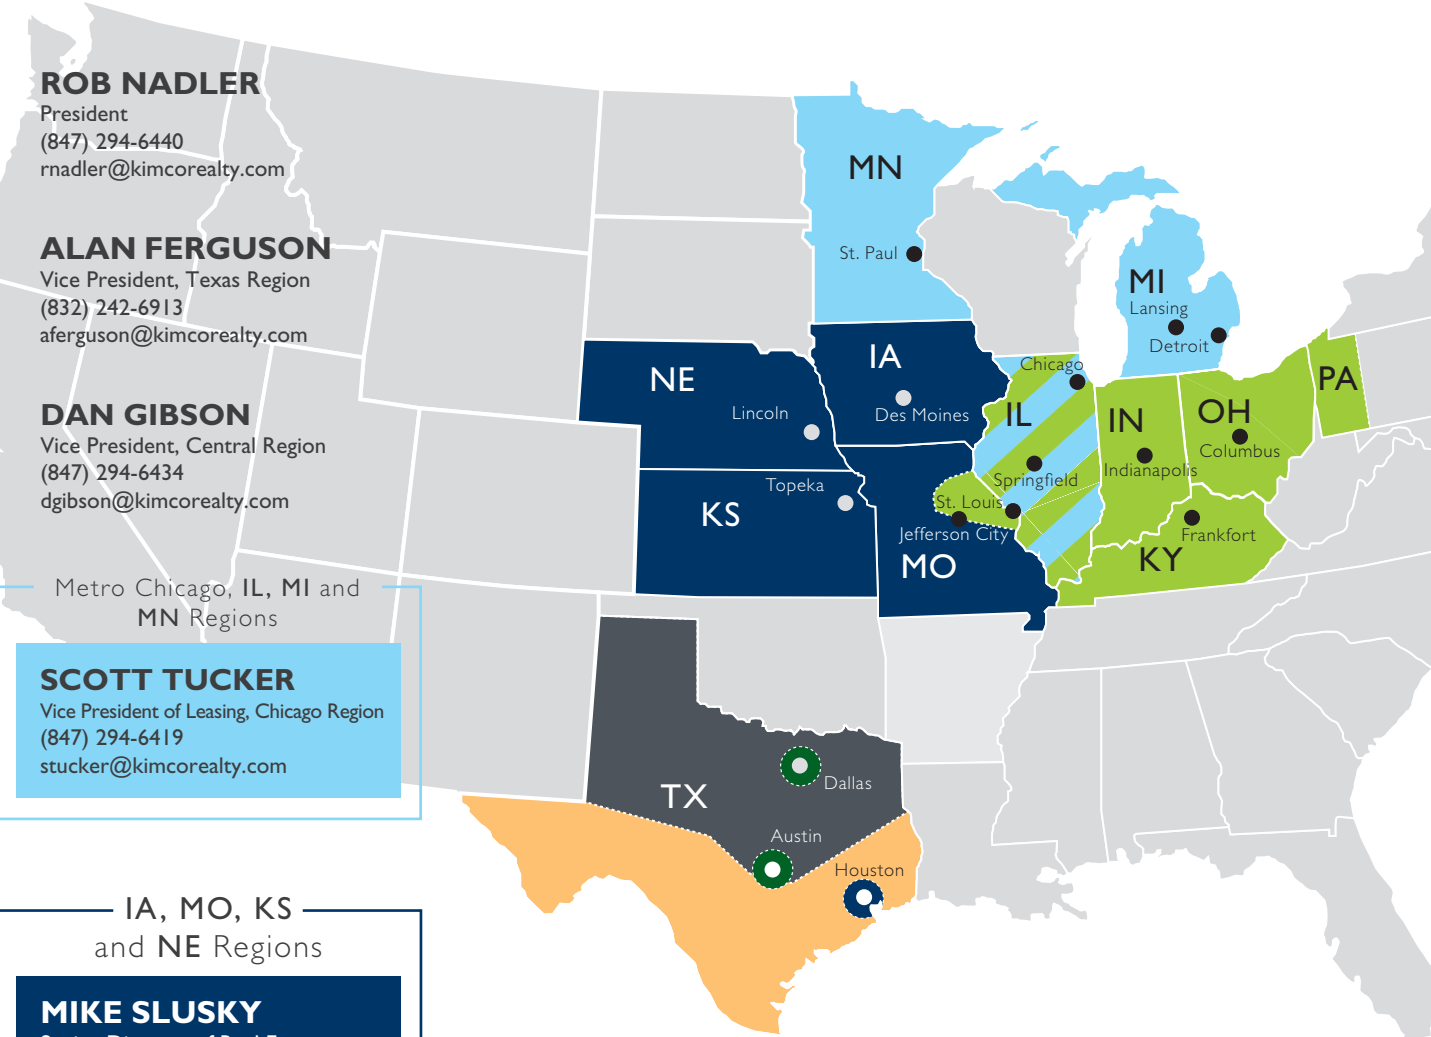 ROB NADLER
President
(847) 294-6440
rnadler@kimcorealty.com
ALAN FERGUSON
Vice President, Texas Region
(832) 242-6913
aferguson@kimcorealty.com
DAN GIBSON
Vice President, Central Region
(847) 294-6434
dgibson@kimcorealty.com
Metro Chicago, IL, MI and
MN Regions
SCOTT TUCKER
Vice President of Leasing, Chicago Region
(847) 294-6419
stucker@kimcorealty.com
IA, MO, KS
and NE Regions
MIKE SLUSKY
MN
St. Paul
MI
Lansing
Detroit
IA
Des Moines
NE
Lincoln
Chicago
IL
Springfield
IN
Indianapolis
OH
Columbus
PA
Topeka
KS
St. Louis
Jefferson City
MO
Frankfort
KY
TX
Dallas
Austin
Houston